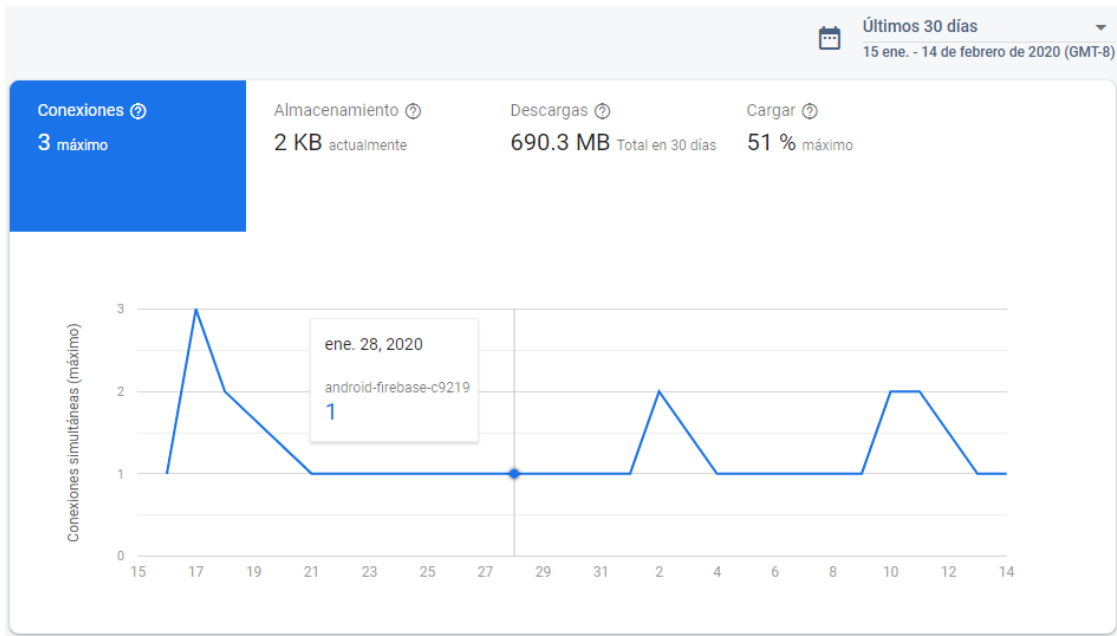 Últimos 30 días
15 ene. - 14 de febrero de 2020 (GMT-8)
Conexiones
3 máximo
Almacenamiento
2 KB actualmente
Descargas
690.3 MB Total en 30 días
Cargar
51 % máximo
Conexiones simultáneas (máximo)
3
2
1
0
ene. 28, 2020
android-firebase-c9219
1
15 17 19 21 23 25 27 29 31 2 4 6 8 10 12 14